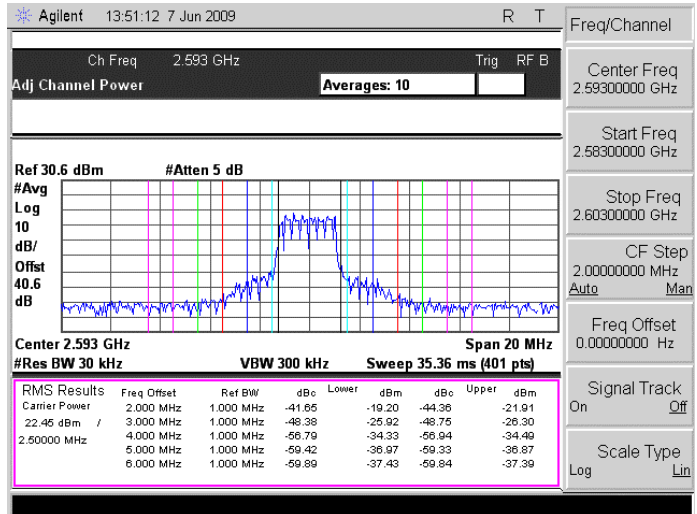 Agilent 13:51:12 7 Jun 2009 R T
Ch Freq 2.593 GHz Trig RF B
Adj Channel Power Averages: 10
Ref 30.6 dBm #Atten 5 dB
#Avg
Log
10
dB/
Offst
40.6
dB
Center 2.593 GHz Span 20 MHz
#Res BW 30 kHz VBW 300 kHz Sweep 35.36 ms (401 pts)
RMS Results Freq Offset Ref BW dBc Lower dBm dBc Upper dBm
Carrier Power 2.000 MHz 1.000 MHz -41.65 -19.20 -44.36 -21.91
22.45 dBm / 3.000 MHz 1.000 MHz -48.38 -25.92 -48.75 -26.30
2.50000 MHz 4.000 MHz 1.000 MHz -56.79 -34.33 -56.94 -34.49
5.000 MHz 1.000 MHz -59.42 -36.97 -59.33 -36.87
6.000 MHz 1.000 MHz -59.89 -37.43 -59.84 -37.39
Freq/Channel
Center Freq
2.59300000 GHz
Start Freq
2.58300000 GHz
Stop Freq
2.60300000 GHz
CF Step
2.00000000 MHz
Auto Man
Freq Offset
0.00000000 Hz
Signal Track
On Off
Scale Type
Log Lin